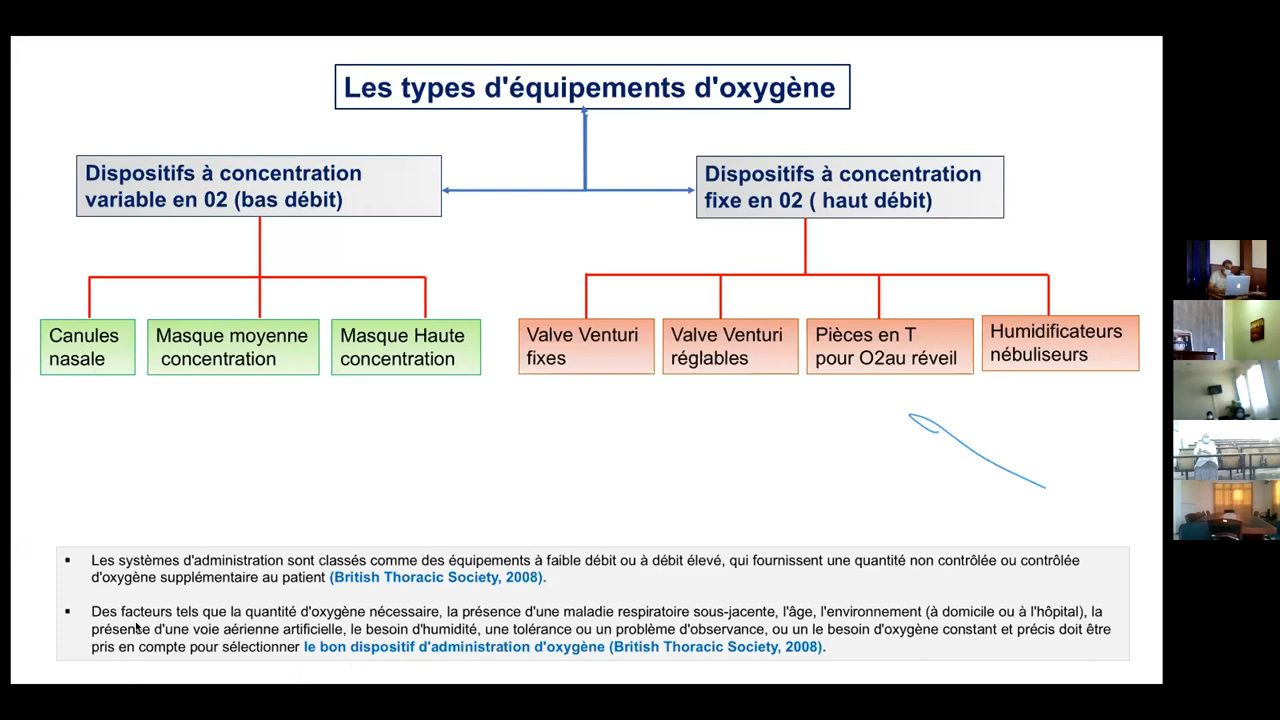 Les types d'équipements d'oxygène
Dispositifs à concentration
variable en 02 (bas débit)
Dispositifs à concentration
fixe en 02 ( haut débit)
Canules
nasale
Masque moyenne
concentration
Masque Haute
concentration
Valve Venturi
fixes
Valve Venturi
réglables
Pièces en T
pour O2au réveil
Humidificateurs
nébuliseurs
▪ Les systèmes d'administration sont classés comme des équipements à faible débit ou à débit élevé, qui fournissent une quantité non contrôlée ou contrôlée
d'oxygène supplémentaire au patient (British Thoracic Society, 2008).
▪ Des facteurs tels que la quantité d'oxygène nécessaire, la présence d'une maladie respiratoire sous-jacente, l'âge, l'environnement (à domicile ou à l'hôpital), la
présence d'une voie aérienne artificielle, le besoin d'humidité, une tolérance ou un problème d'observance, ou un le besoin d'oxygène constant et précis doit être
pris en compte pour sélectionner le bon dispositif d'administration d'oxygène (British Thoracic Society, 2008).